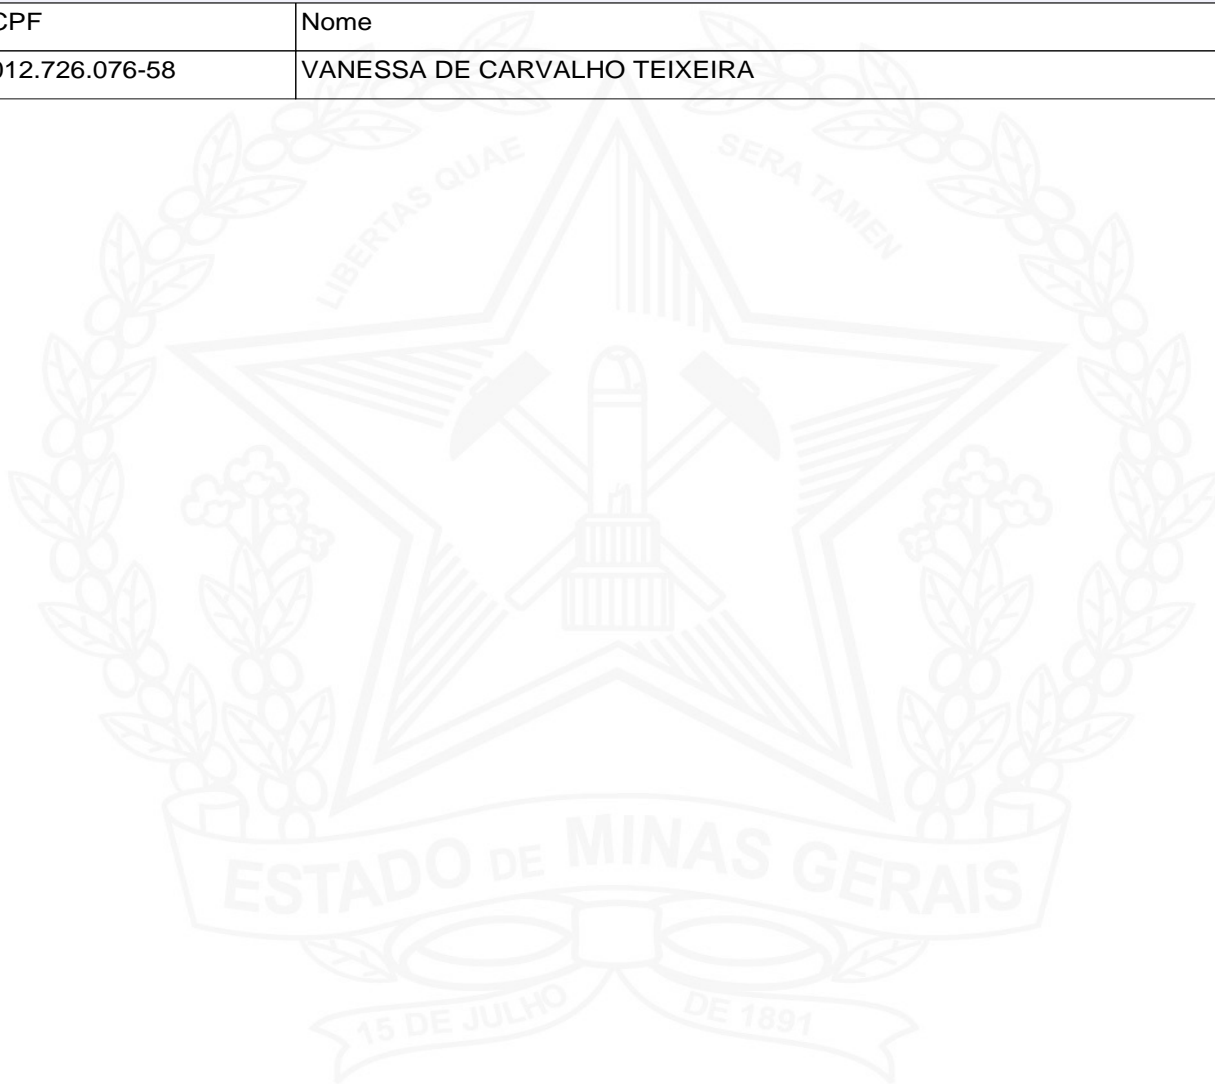 CPF Nome
012.726.076-58 VANESSA DE CARVALHO TEIXEIRA
LIBERTAS QUAE SERA TAMEN
ESTADO DE MINAS GERAIS
15 DE JULHO DE 1891